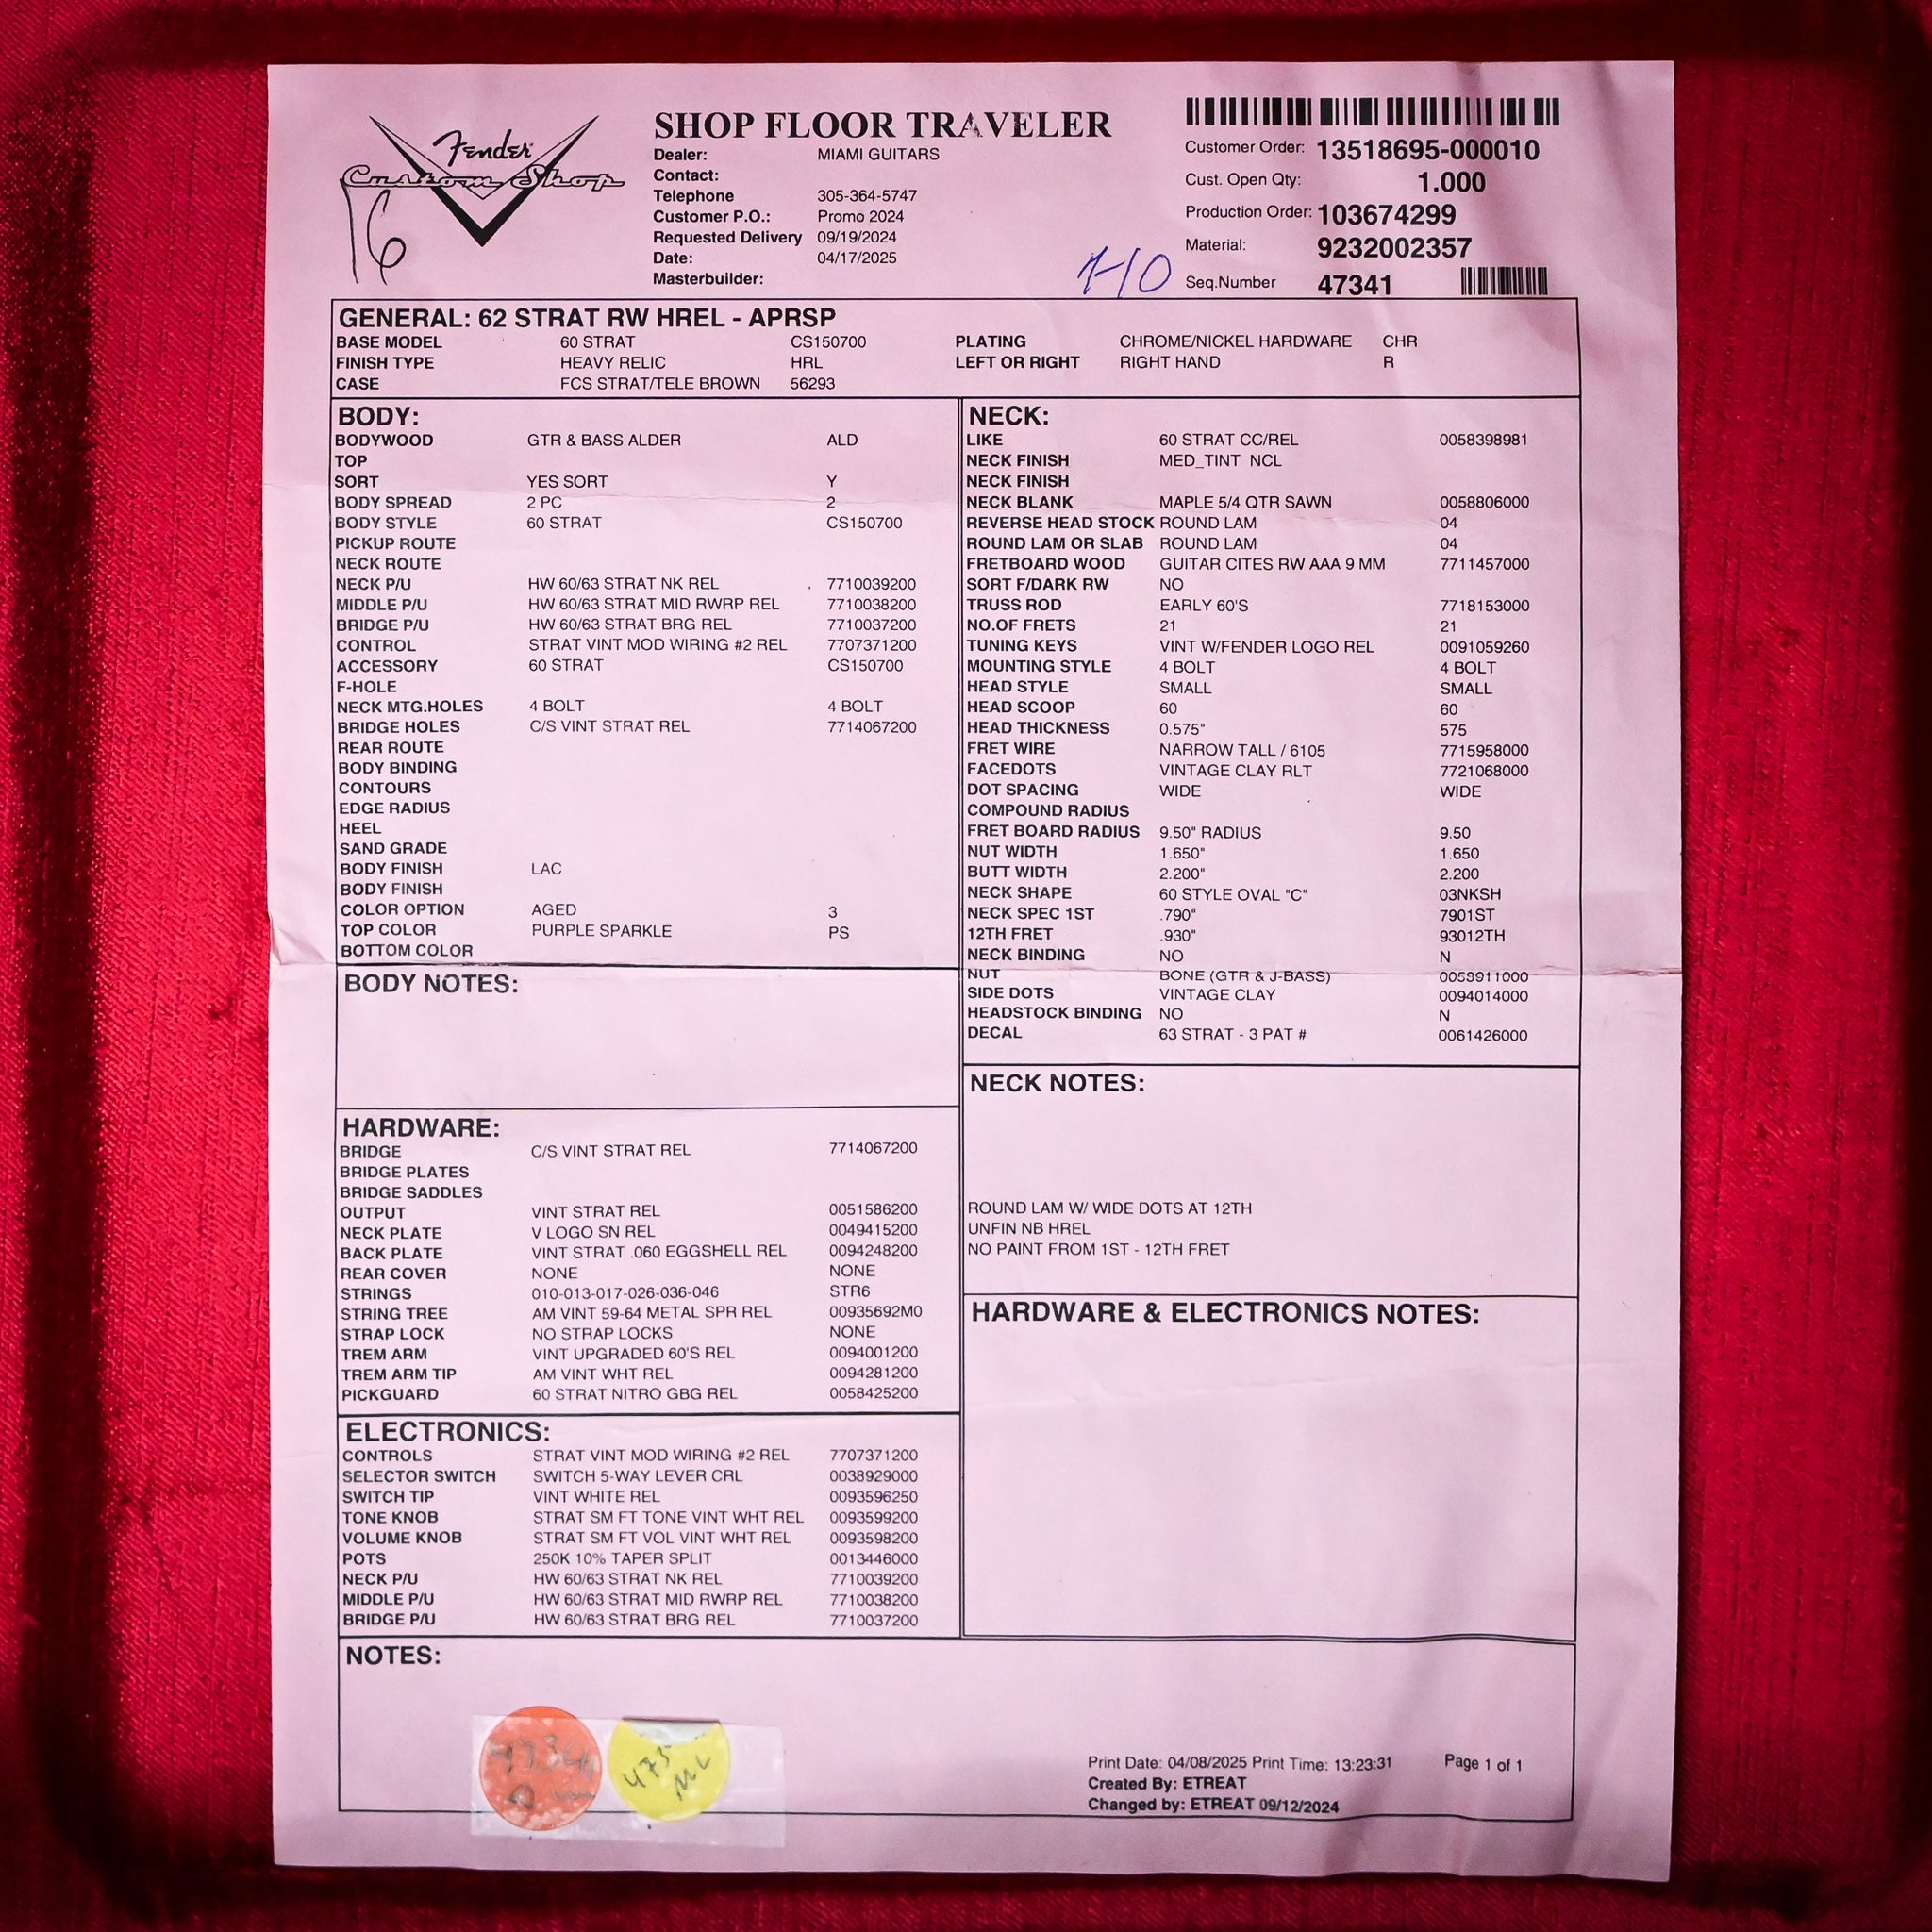 Fender
Custom Shop
16
SHOP FLOOR TRAVELER
Dealer: MIAMI GUITARS
Contact:
Telephone 305-364-5747
Customer P.O.: Promo 2024
Requested Delivery 09/19/2024
Date: 04/17/2025
Masterbuilder:
Customer Order: 13518695-000010
Cust. Open Qty: 1.000
Production Order: 103674299
Material: 9232002357
Seq.Number 47341
GENERAL: 62 STRAT RW HREL - APRSP
BASE MODEL 60 STRAT CS150700 PLATING CHROME/NICKEL HARDWARE CHR
FINISH TYPE HEAVY RELIC HRL LEFT OR RIGHT RIGHT HAND R
CASE FCS STRAT/TELE BROWN 56293
BODY:
BODYWOOD GTR & BASS ALDER ALD
TOP
SORT YES SORT Y
BODY SPREAD 2 PC 2
BODY STYLE 60 STRAT CS150700
PICKUP ROUTE
NECK ROUTE
NECK P/U HW 60/63 STRAT NK REL 7710039200
MIDDLE P/U HW 60/63 STRAT MID RWRP REL 7710038200
BRIDGE P/U HW 60/63 STRAT BRG REL 7710037200
CONTROL STRAT VINT MOD WIRING #2 REL 7707371200
ACCESSORY 60 STRAT CS150700
F-HOLE
NECK MTG.HOLES 4 BOLT 4 BOLT
BRIDGE HOLES C/S VINT STRAT REL 7714067200
REAR ROUTE
BODY BINDING
CONTOURS
EDGE RADIUS
HEEL
SAND GRADE
BODY FINISH LAC
BODY FINISH
COLOR OPTION AGED 3
TOP COLOR PURPLE SPARKLE PS
BOTTOM COLOR
BODY NOTES:
HARDWARE:
BRIDGE C/S VINT STRAT REL 7714067200
BRIDGE PLATES
BRIDGE SADDLES
OUTPUT VINT STRAT REL 0051586200
NECK PLATE V LOGO SN REL 0049415200
BACK PLATE VINT STRAT .060 EGGSHELL REL 0094248200
REAR COVER NONE NONE
STRINGS 010-013-017-026-036-046 STR6
STRING TREE AM VINT 59-64 METAL SPR REL 00935692M0
STRAP LOCK NO STRAP LOCKS NONE
TREM ARM VINT UPGRADED 60'S REL 0094001200
TREM ARM TIP AM VINT WHT REL 0094281200
PICKGUARD 60 STRAT NITRO GBG REL 0058425200
ELECTRONICS:
CONTROLS STRAT VINT MOD WIRING #2 REL 7707371200
SELECTOR SWITCH SWITCH 5-WAY LEVER CRL 0038929000
SWITCH TIP VINT WHITE REL 0093596250
TONE KNOB STRAT SM FT TONE VINT WHT REL 0093599200
VOLUME KNOB STRAT SM FT VOL VINT WHT REL 0093598200
POTS 250K 10% TAPER SPLIT 0013446000
NECK P/U HW 60/63 STRAT NK REL 7710039200
MIDDLE P/U HW 60/63 STRAT MID RWRP REL 7710038200
BRIDGE P/U HW 60/63 STRAT BRG REL 7710037200
NECK:
LIKE 60 STRAT CC/REL 0058398981
NECK FINISH MED_TINT NCL
NECK FINISH
NECK BLANK MAPLE 5/4 QTR SAWN 0058806000
REVERSE HEAD STOCK ROUND LAM 04
ROUND LAM OR SLAB ROUND LAM 04
FRETBOARD WOOD GUITAR CITES RW AAA 9 MM 7711457000
SORT F/DARK RW NO
TRUSS ROD EARLY 60'S 7718153000
NO.OF FRETS 21 21
TUNING KEYS VINT W/FENDER LOGO REL 0091059260
MOUNTING STYLE 4 BOLT 4 BOLT
HEAD STYLE SMALL SMALL
HEAD SCOOP 60 60
HEAD THICKNESS 0.575" 575
FRET WIRE NARROW TALL / 6105 7715958000
FACEDOTS VINTAGE CLAY RLT 7721068000
DOT SPACING WIDE WIDE
COMPOUND RADIUS
FRET BOARD RADIUS 9.50" RADIUS 9.50
NUT WIDTH 1.650" 1.650
BUTT WIDTH 2.200" 2.200
NECK SHAPE 60 STYLE OVAL "C" 03NKSH
NECK SPEC 1ST .790" 7901ST
12TH FRET .930" 93012TH
NECK BINDING NO N
NUT BONE (GTR & J-BASS) 0059911000
SIDE DOTS VINTAGE CLAY 0094014000
HEADSTOCK BINDING NO N
DECAL 63 STRAT - 3 PAT # 0061426000
NECK NOTES:
ROUND LAM W/ WIDE DOTS AT 12TH
UNFIN NB HREL
NO PAINT FROM 1ST - 12TH FRET
HARDWARE & ELECTRONICS NOTES:
NOTES:
Print Date: 04/08/2025 Print Time: 13:23:31 Page 1 of 1
Created By: ETREAT
Changed by: ETREAT 09/12/2024